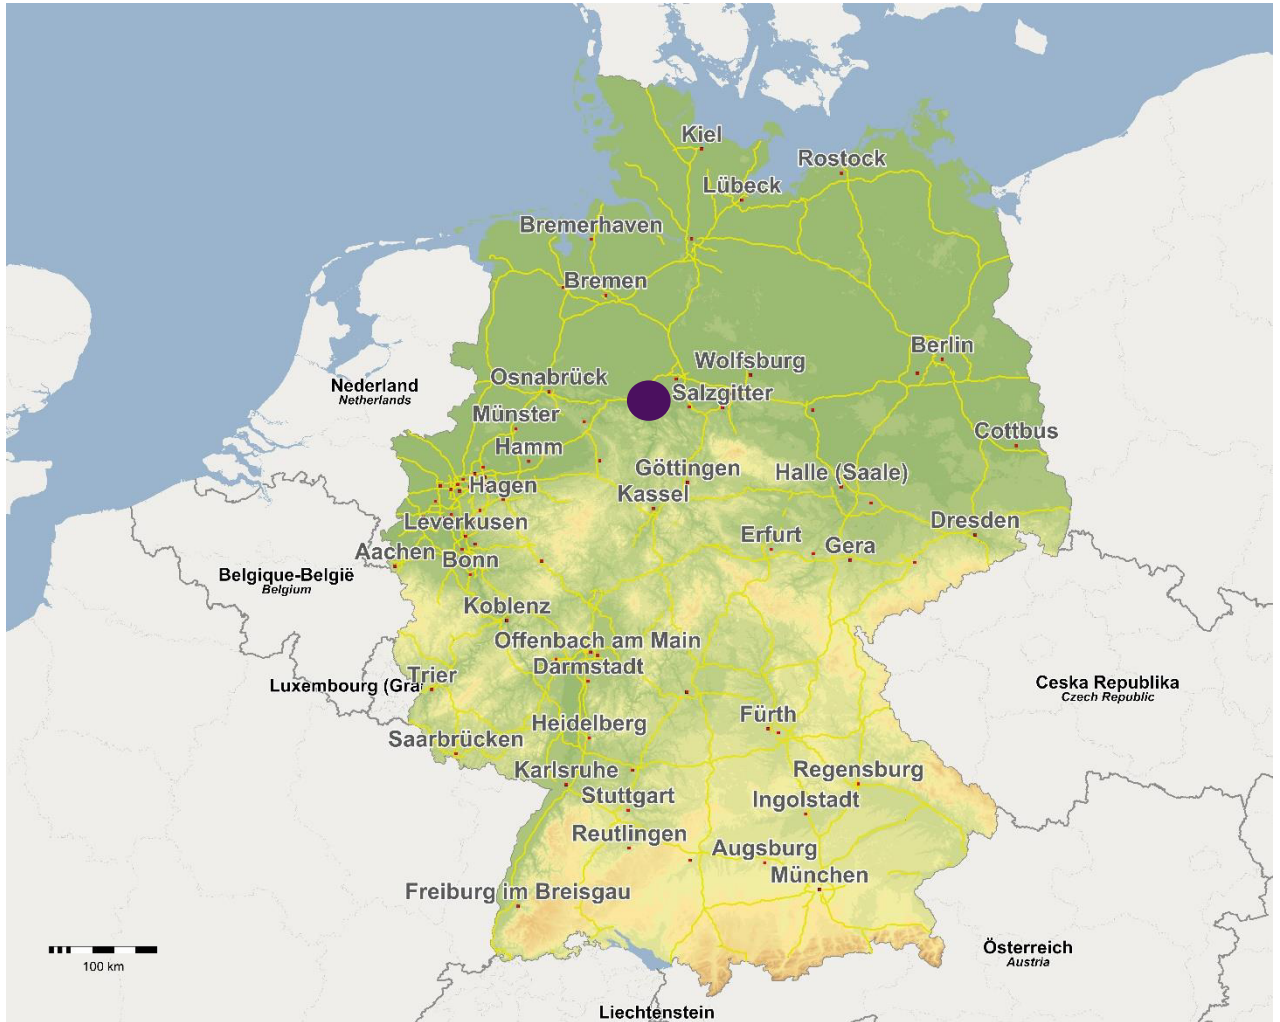 Kiel
Rostock
Lübeck
Bremerhaven
Bremen
Berlin
Wolfsburg
Osnabrück
Nederland
Netherlands
Salzgitter
Münster
Cottbus
Hamm
Göttingen
Halle (Saale)
Hagen
Kassel
Leverkusen
Dresden
Erfurt
Gera
Aachen
Bonn
Belgique-België
Belgium
Koblenz
Offenbach am Main
Darmstadt
Trier
Luxembourg (Gra
Ceska Republika
Czech Republic
Fürth
Heidelberg
Saarbrücken
Karlsruhe
Regensburg
Stuttgart
Ingolstadt
Reutlingen
Augsburg
München
Freiburg im Breisgau
Österreich
Austria
100 km
Liechtenstein